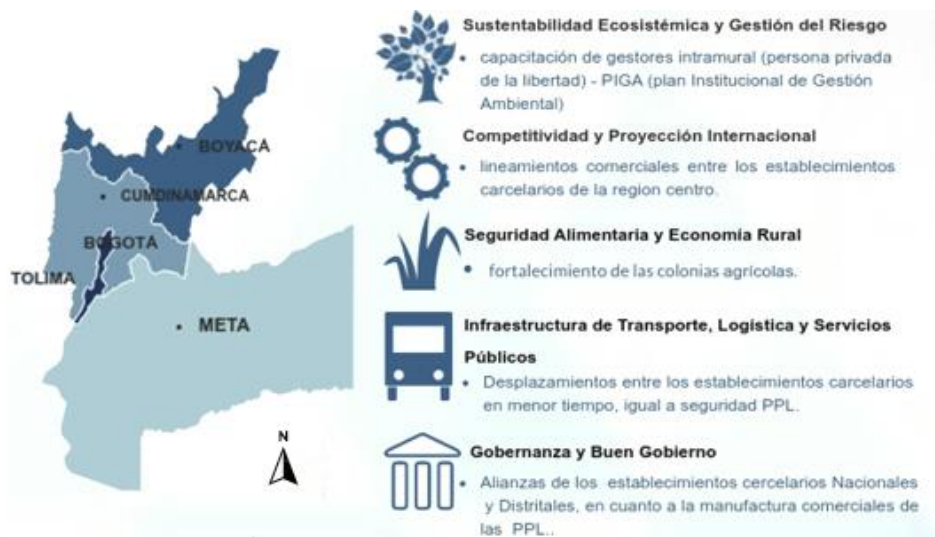 BOYACÁ
CUMDINAMARCA
BOGOTÁ
TOLIMA
META
N
Sustentabilidad Ecosistémica y Gestión del Riesgo
• capacitación de gestores intramural (persona privada
de la libertad) - PIGA (plan Institucional de Gestión
Ambiental)
Competitividad y Proyección Internacional
• lineamientos comerciales entre los establecimientos
carcelarios de la region centro.
Seguridad Alimentaria y Economía Rural
• fortalecimiento de las colonias agrícolas.
Infraestructura de Transporte, Logística y Servicios
Públicos
• Desplazamientos entre los establecimientos carcelarios
en menor tiempo, igual a seguridad PPL.
Gobernanza y Buen Gobierno
• Alianzas de los establecimientos cercelarios Nacionales
y Distritales, en cuanto a la manufactura comerciales de
las PPL..